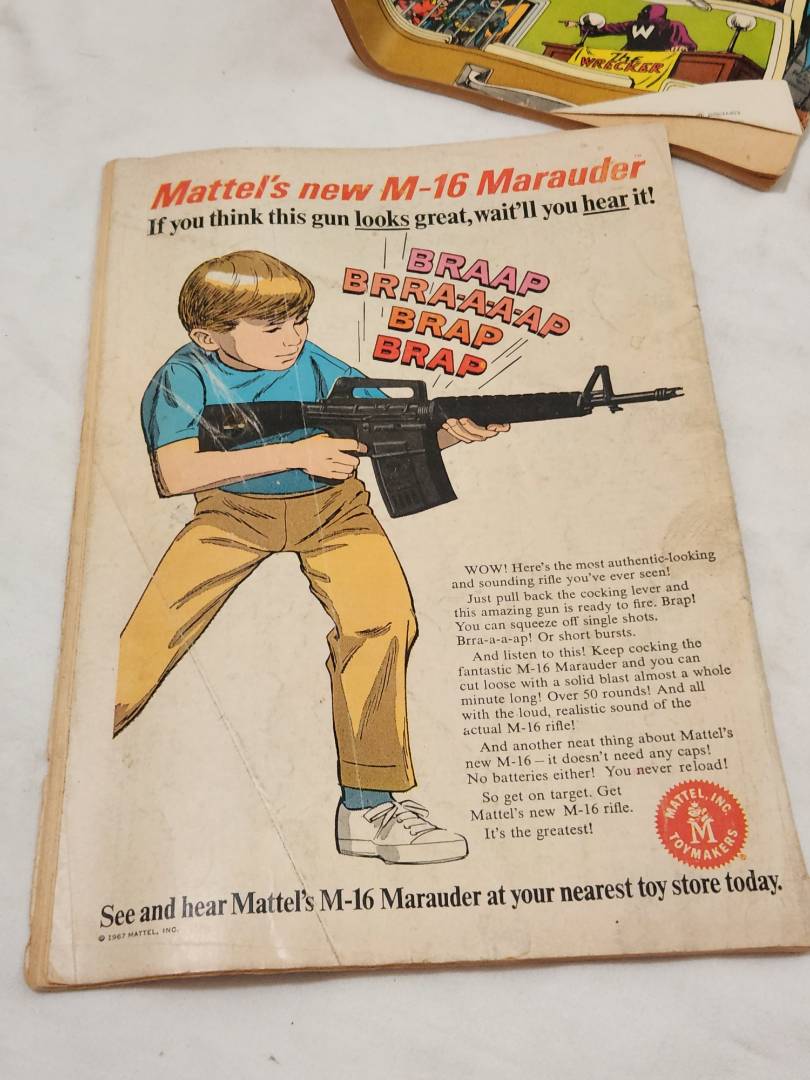 W
The
WRECKER
Mattel's new M-16 Marauder™
If you think this gun looks great, wait'll you hear it!
BRAAP
BRRA-A-A-AP
BRAP
BRAP
WOW! Here's the most authentic-looking
and sounding rifle you've ever seen!
Just pull back the cocking lever and
this amazing gun is ready to fire. Brap!
You can squeeze off single shots.
Brra-a-a-ap! Or short bursts.
And listen to this! Keep cocking the
fantastic M-16 Marauder and you can
cut loose with a solid blast almost a whole
minute long! Over 50 rounds! And all
with the loud, realistic sound of the
actual M-16 rifle!
And another neat thing about Mattel's
new M-16 – it doesn't need any caps!
No batteries either! You never reload!
So get on target. Get
Mattel's new M-16 rifle.
It's the greatest!
MATTEL, INC.
M
TOYMAKERS
®
See and hear Mattel's M-16 Marauder at your nearest toy store today.
© 1967 MATTEL, INC.